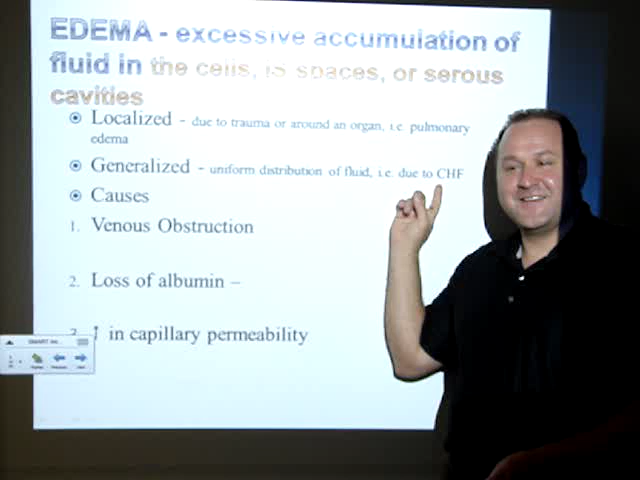 EDEMA - excessive accumulation of
fluid in the cells, IS spaces, or serous
cavities
Localized - due to trauma or around an organ, i.e. pulmonary
edema
Generalized - uniform distribution of fluid, i.e. due to CHF
Causes
1. Venous Obstruction
2. Loss of albumin –
3. ↑ in capillary permeability
SMART